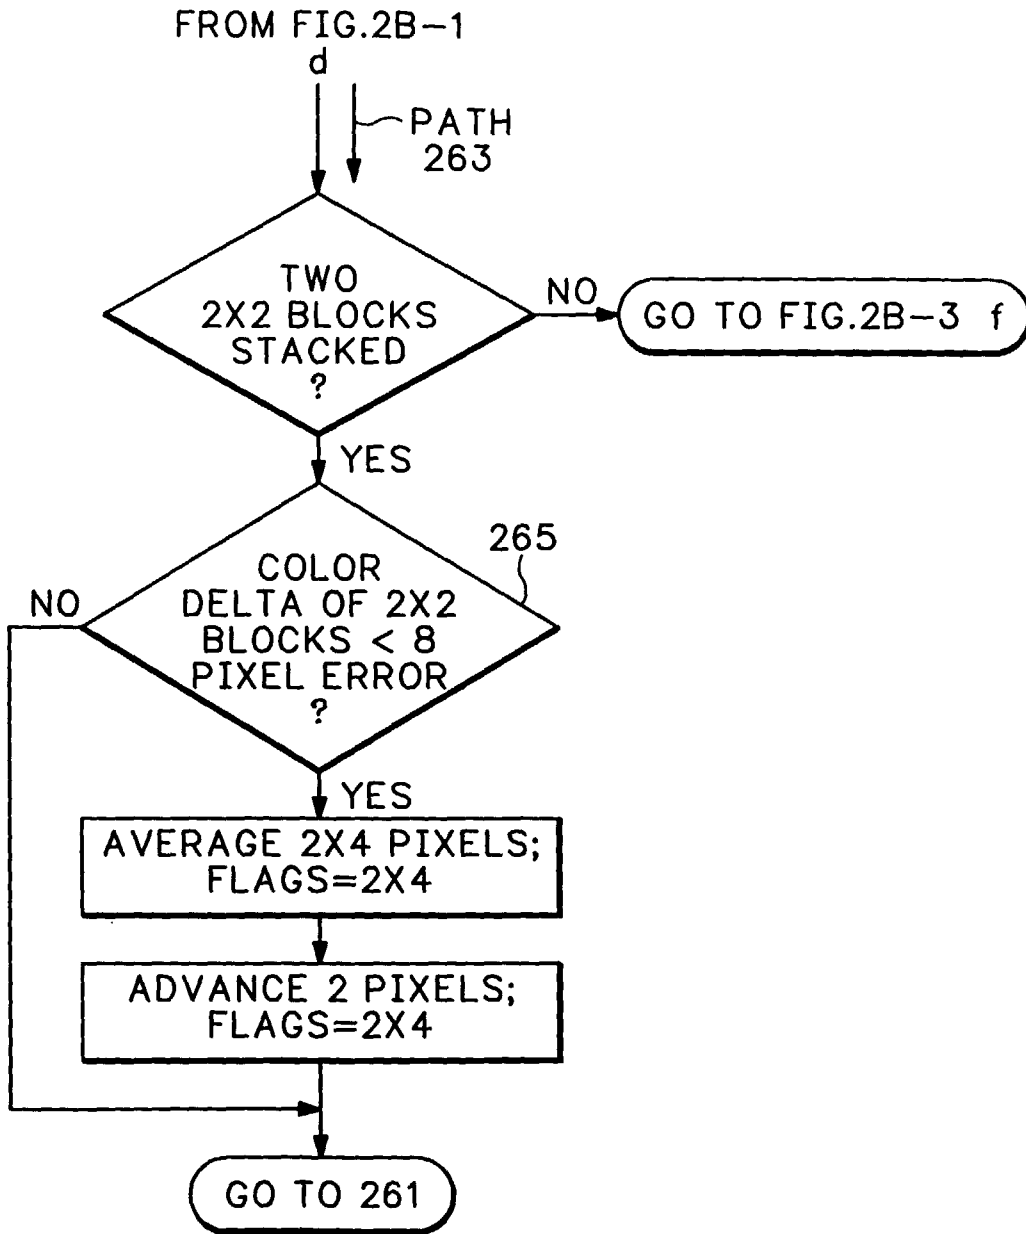 FROM FIG.2B-1
d
PATH
263
TWO
2X2 BLOCKS
STACKED
?
NO
GO TO FIG.2B-3 f
YES
265
COLOR
DELTA OF 2X2
BLOCKS < 8
PIXEL ERROR
?
NO
YES
AVERAGE 2X4 PIXELS;
FLAGS=2X4
ADVANCE 2 PIXELS;
FLAGS=2X4
GO TO 261